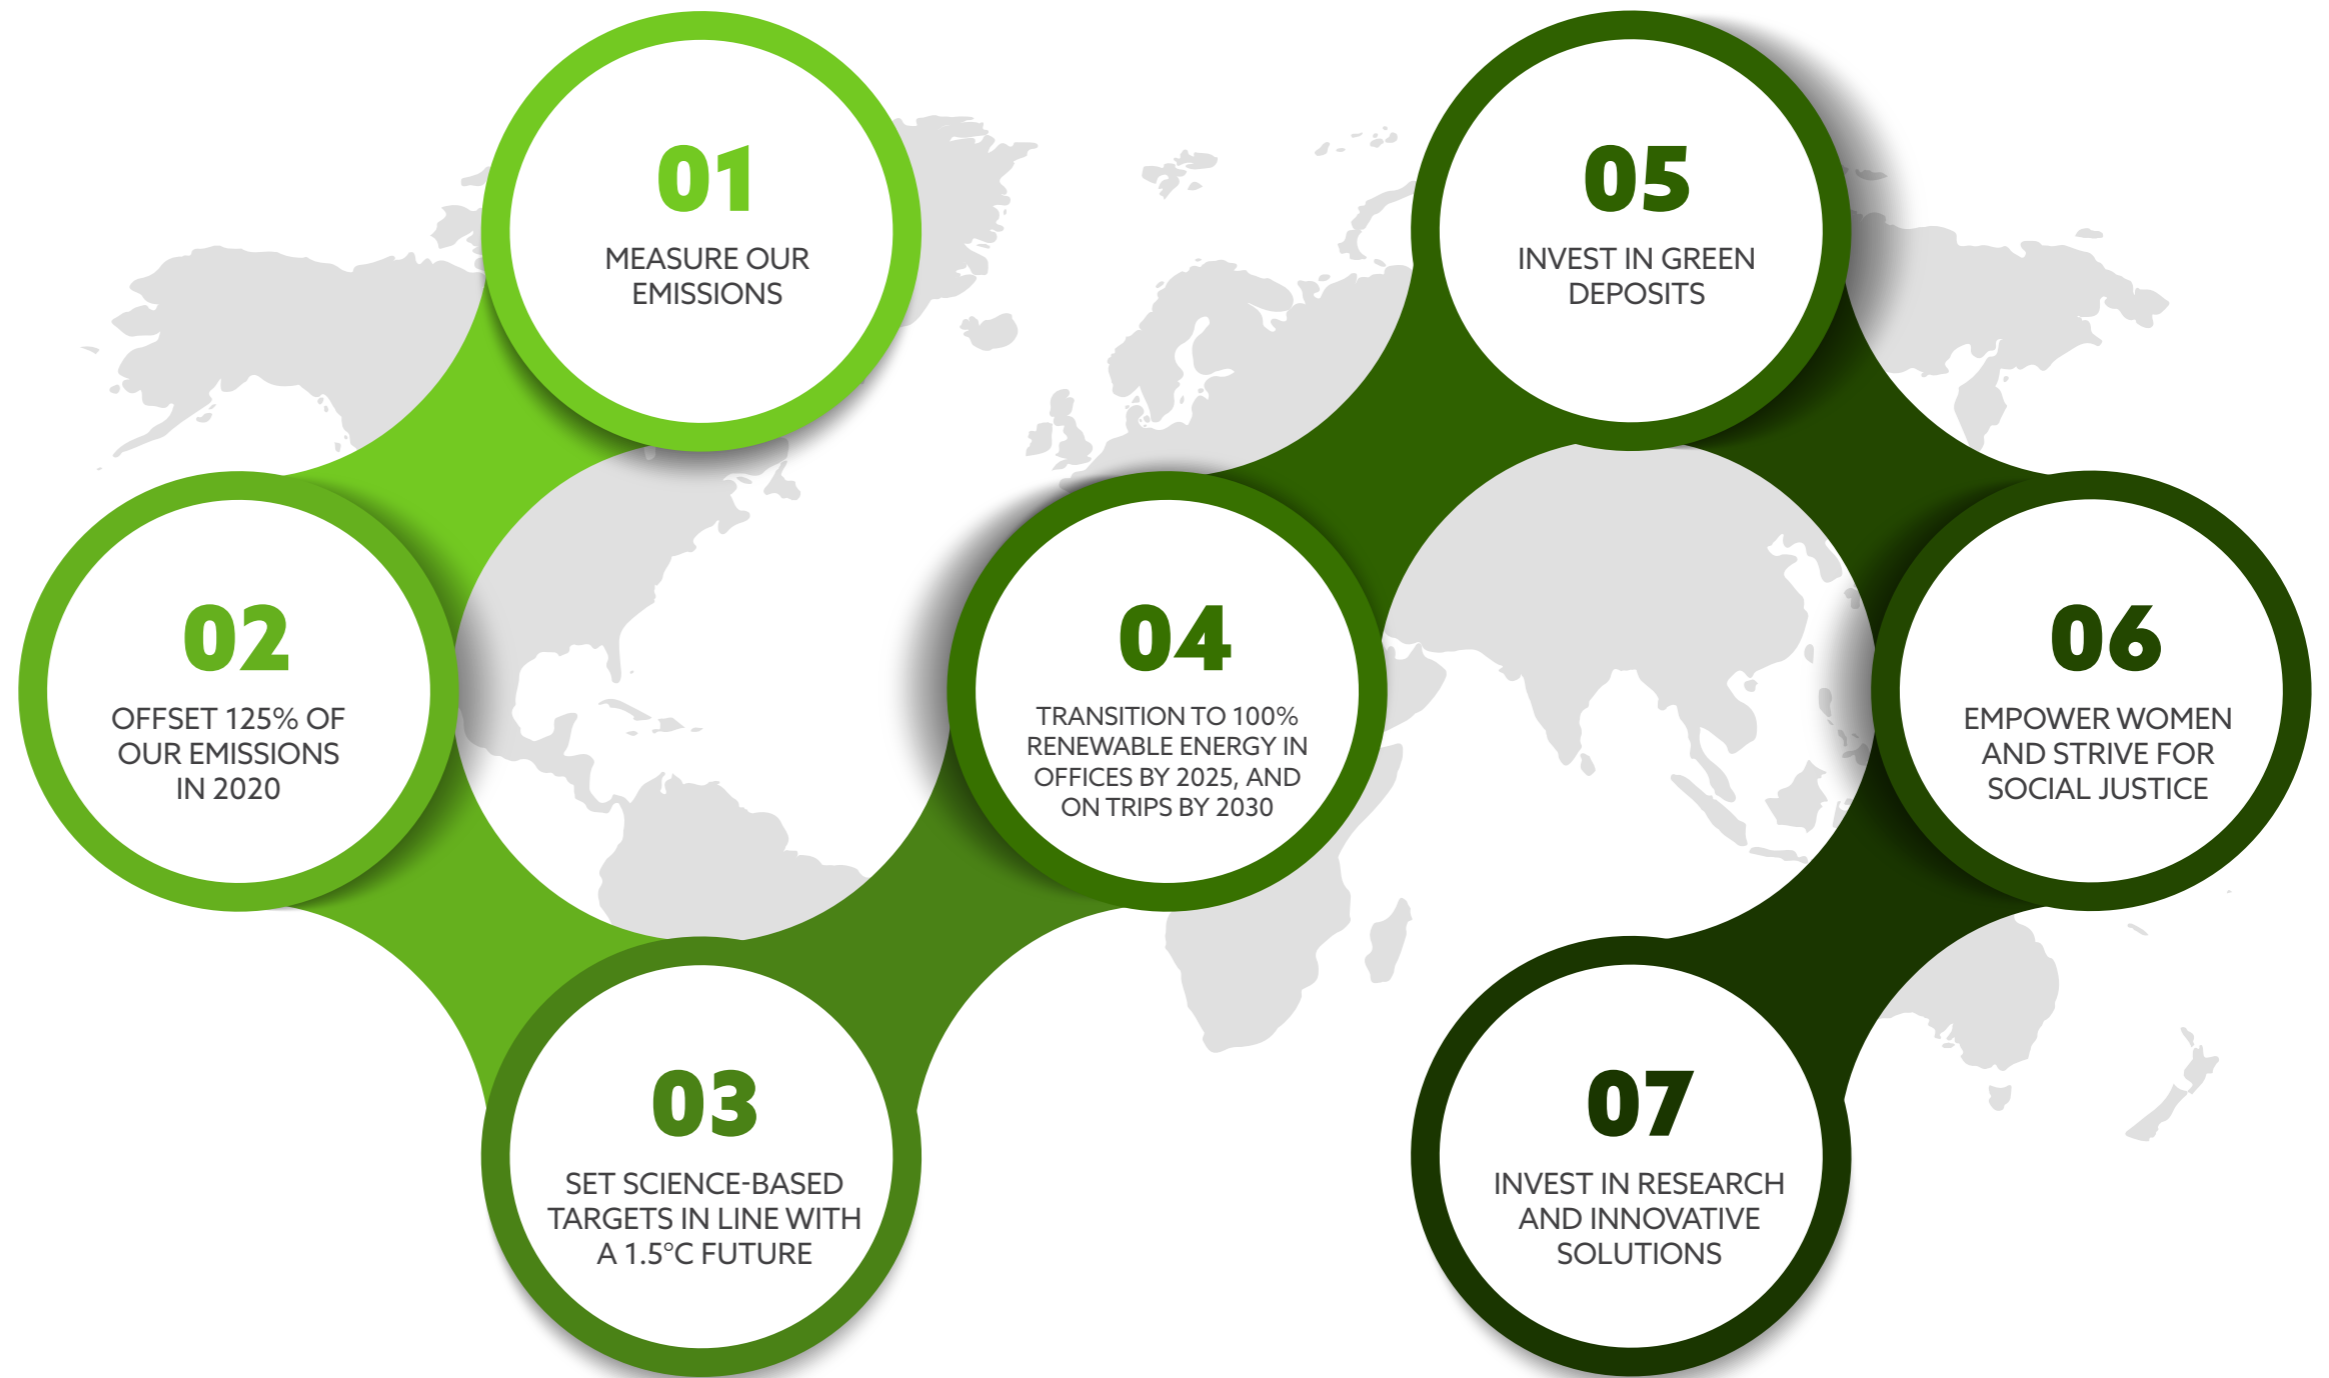 01
MEASURE OUR
EMISSIONS
02
OFFSET 125% OF
OUR EMISSIONS
IN 2020
03
SET SCIENCE-BASED
TARGETS IN LINE WITH
A 1.5°C FUTURE
04
TRANSITION TO 100%
RENEWABLE ENERGY IN
OFFICES BY 2025, AND
ON TRIPS BY 2030
05
INVEST IN GREEN
DEPOSITS
06
EMPOWER WOMEN
AND STRIVE FOR
SOCIAL JUSTICE
07
INVEST IN RESEARCH
AND INNOVATIVE
SOLUTIONS